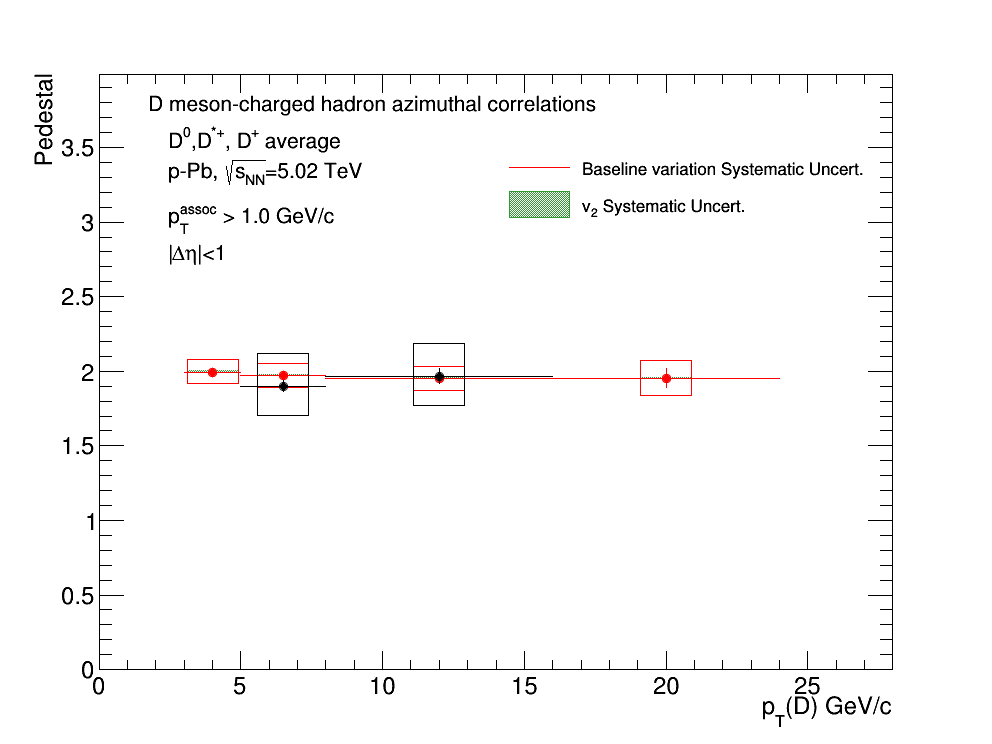 Pedestal
D meson-charged hadron azimuthal correlations
D⁰,D*⁺, D⁺ average
p-Pb, √sNN=5.02 TeV
pTassoc > 1.0 GeV/c
|Δη|<1
Baseline variation Systematic Uncert.
v₂ Systematic Uncert.
3.5
3
2.5
2
1.5
1
0.5
0
0 5 10 15 20 25
pT(D) GeV/c